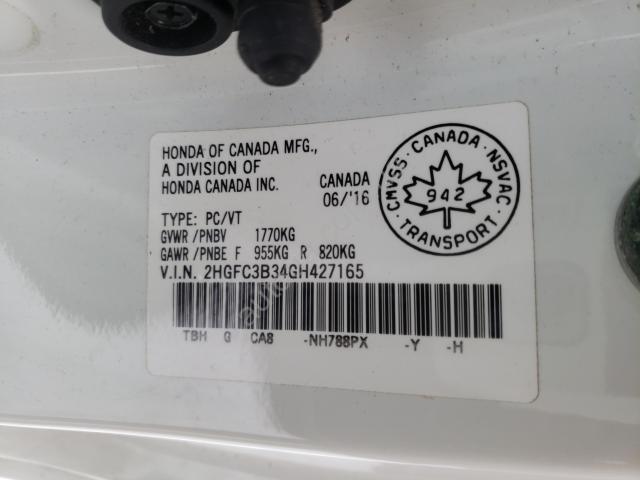 HONDA OF CANADA MFG.,
A DIVISION OF
HONDA CANADA INC.
CANADA
06/'16
TYPE: PC/VT
GVWR/PNBV 1770KG
GAWR/PNBE F 955KG R 820KG
V.I.N. 2HGFC3B34GH427165
TBH G CA8 -NH788PX -Y -H
CMVSS · CANADA · NSVAC
942
TRANSPORT